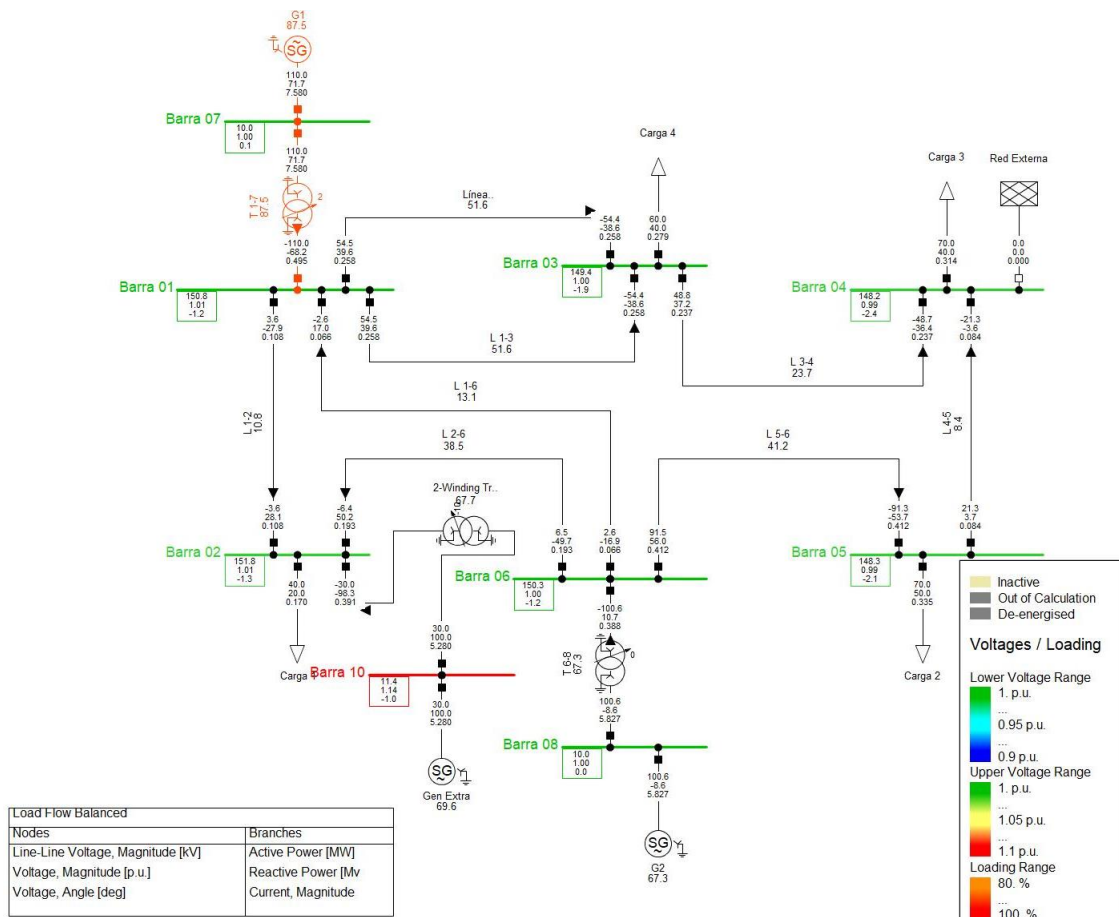 G1
87.5
SG
110.0
71.7
7.580
Barra 07
10.0
1.00
0.1
110.0
71.7
7.580
T 1-7
87.5
2
Carga 4
Carga 3
Red Externa
Línea..
51.6
-110.0
-68.2
0.495
54.5
39.6
0.258
-54.4
-38.6
0.258
60.0
40.0
0.279
70.0
40.0
0.314
0.0
0.0
0.000
Barra 01
150.8
1.01
-1.2
Barra 03
149.4
1.00
-1.9
Barra 04
148.2
0.99
-2.4
3.6
-27.9
0.108
-2.6
17.0
0.066
54.5
39.6
0.258
-54.4
-38.6
0.258
48.8
37.2
0.237
-48.7
-36.4
0.237
-21.3
-3.6
0.084
L 1-3
51.6
L 3-4
23.7
L 1-6
13.1
L 1-2
10.8
L 2-6
38.5
L 5-6
41.2
L 4-5
8.4
2-Winding Tr..
67.7
-3.6
28.1
0.108
-6.4
50.2
0.193
6.5
-49.7
0.193
2.6
-16.9
0.066
91.5
56.0
0.412
-91.3
-53.7
0.412
21.3
3.7
0.084
Barra 02
151.8
1.01
-1.3
Barra 06
150.3
1.00
-1.2
Barra 05
148.3
0.99
-2.1
40.0
20.0
0.170
-30.0
-98.3
0.391
-100.6
10.7
0.388
70.0
50.0
0.335
30.0
100.0
5.280
T 6-8
67.3
0
Carga
Carga 2
Barra 10
11.4
1.14
-1.0
30.0
100.0
5.280
100.6
-8.6
5.827
Barra 08
10.0
1.00
0.0
100.6
-8.6
5.827
SG
Gen Extra
69.6
SG
G2
67.3
Inactive
Out of Calculation
De-energised
Voltages / Loading
Lower Voltage Range
1. p.u.
...
0.95 p.u.
...
0.9 p.u.
Upper Voltage Range
1. p.u.
...
1.05 p.u.
...
1.1 p.u.
Loading Range
80. %
...
100. %
Load Flow Balanced
Nodes Branches
Line-Line Voltage, Magnitude [kV] Active Power [MW]
Voltage, Magnitude [p.u.] Reactive Power [Mv
Voltage, Angle [deg] Current, Magnitude